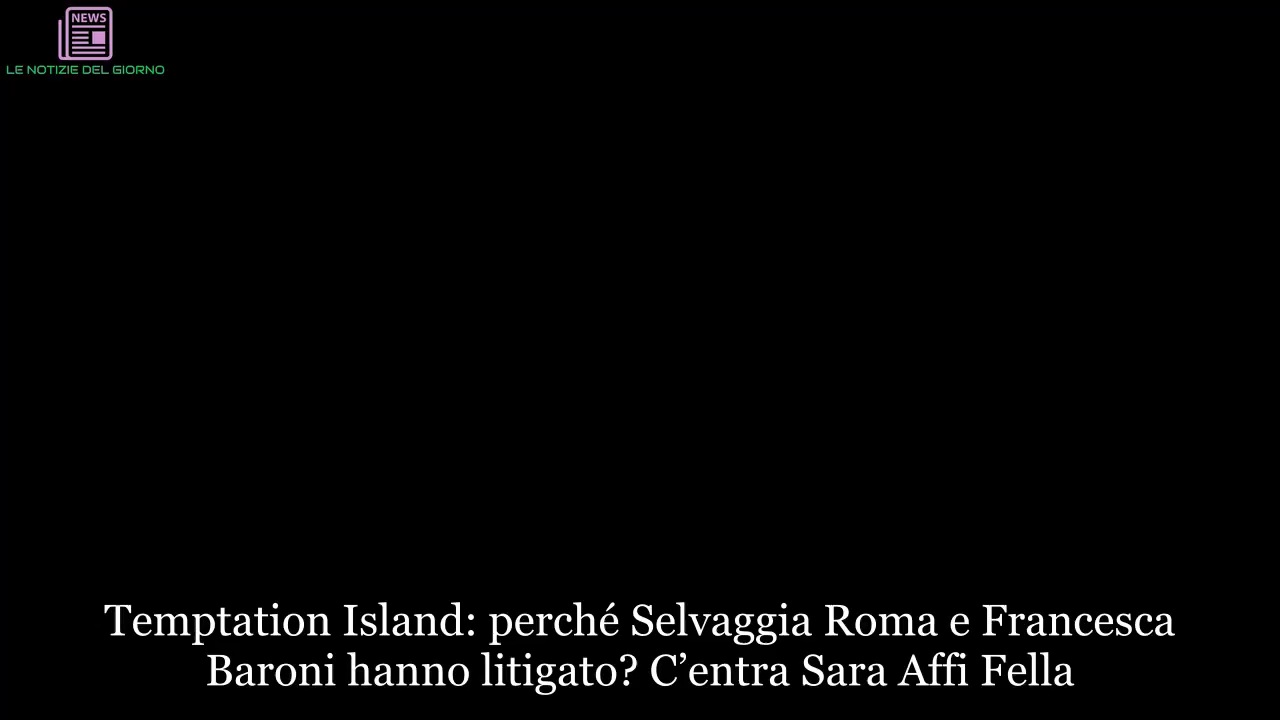 NEWS
LE NOTIZIE DEL GIORNO
Temptation Island: perché Selvaggia Roma e Francesca
Baroni hanno litigato? C’entra Sara Affi Fella